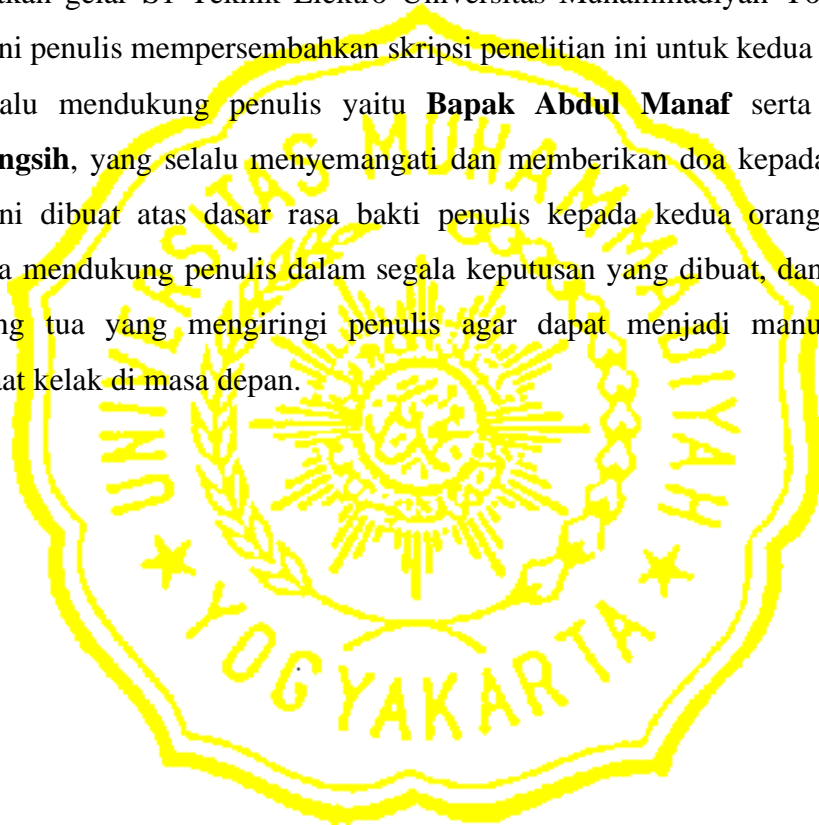 tkan gelar S1 Teknik Elektro Universitas Muhammadiyah Yo
ni penulis mempersembahkan skripsi penelitian ini untuk kedua
alu mendukung penulis yaitu Bapak Abdul Manaf serta
ngsih, yang selalu menyemangati dan memberikan doa kepada
ni dibuat atas dasar rasa bakti penulis kepada kedua orang
a mendukung penulis dalam segala keputusan yang dibuat, dan
ng tua yang mengiringi penulis agar dapat menjadi manu
at kelak di masa depan.
UNIVERSITAS MUHAMMADIYAH
★ YOGYAKARTA ★